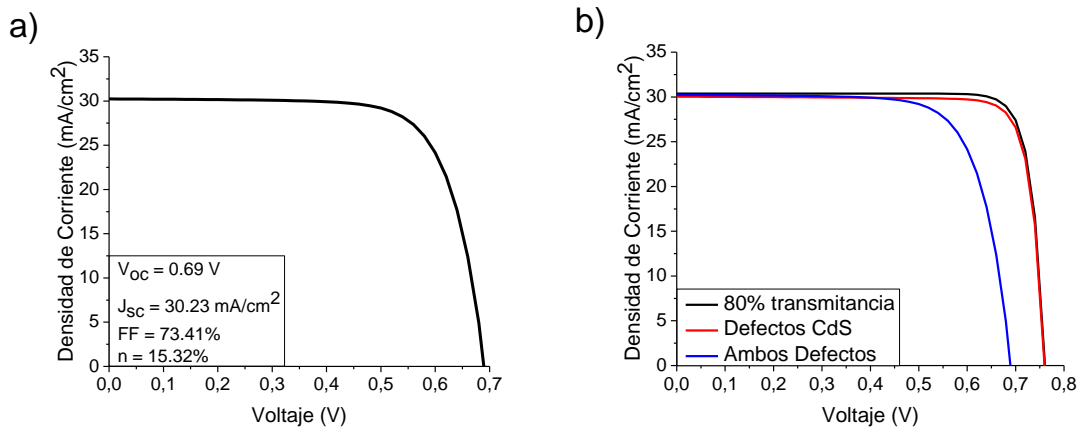 a)
Densidad de Corriente (mA/cm²)
35
30
25
20
15
10
5
0
V_OC = 0.69 V
J_SC = 30.23 mA/cm²
FF = 73.41%
n = 15.32%
0,0 0,1 0,2 0,3 0,4 0,5 0,6 0,7
Voltaje (V)
b)
Densidad de Corriente (mA/cm²)
35
30
25
20
15
10
5
0
80% transmitancia
Defectos CdS
Ambos Defectos
0,0 0,1 0,2 0,3 0,4 0,5 0,6 0,7 0,8
Voltaje (V)